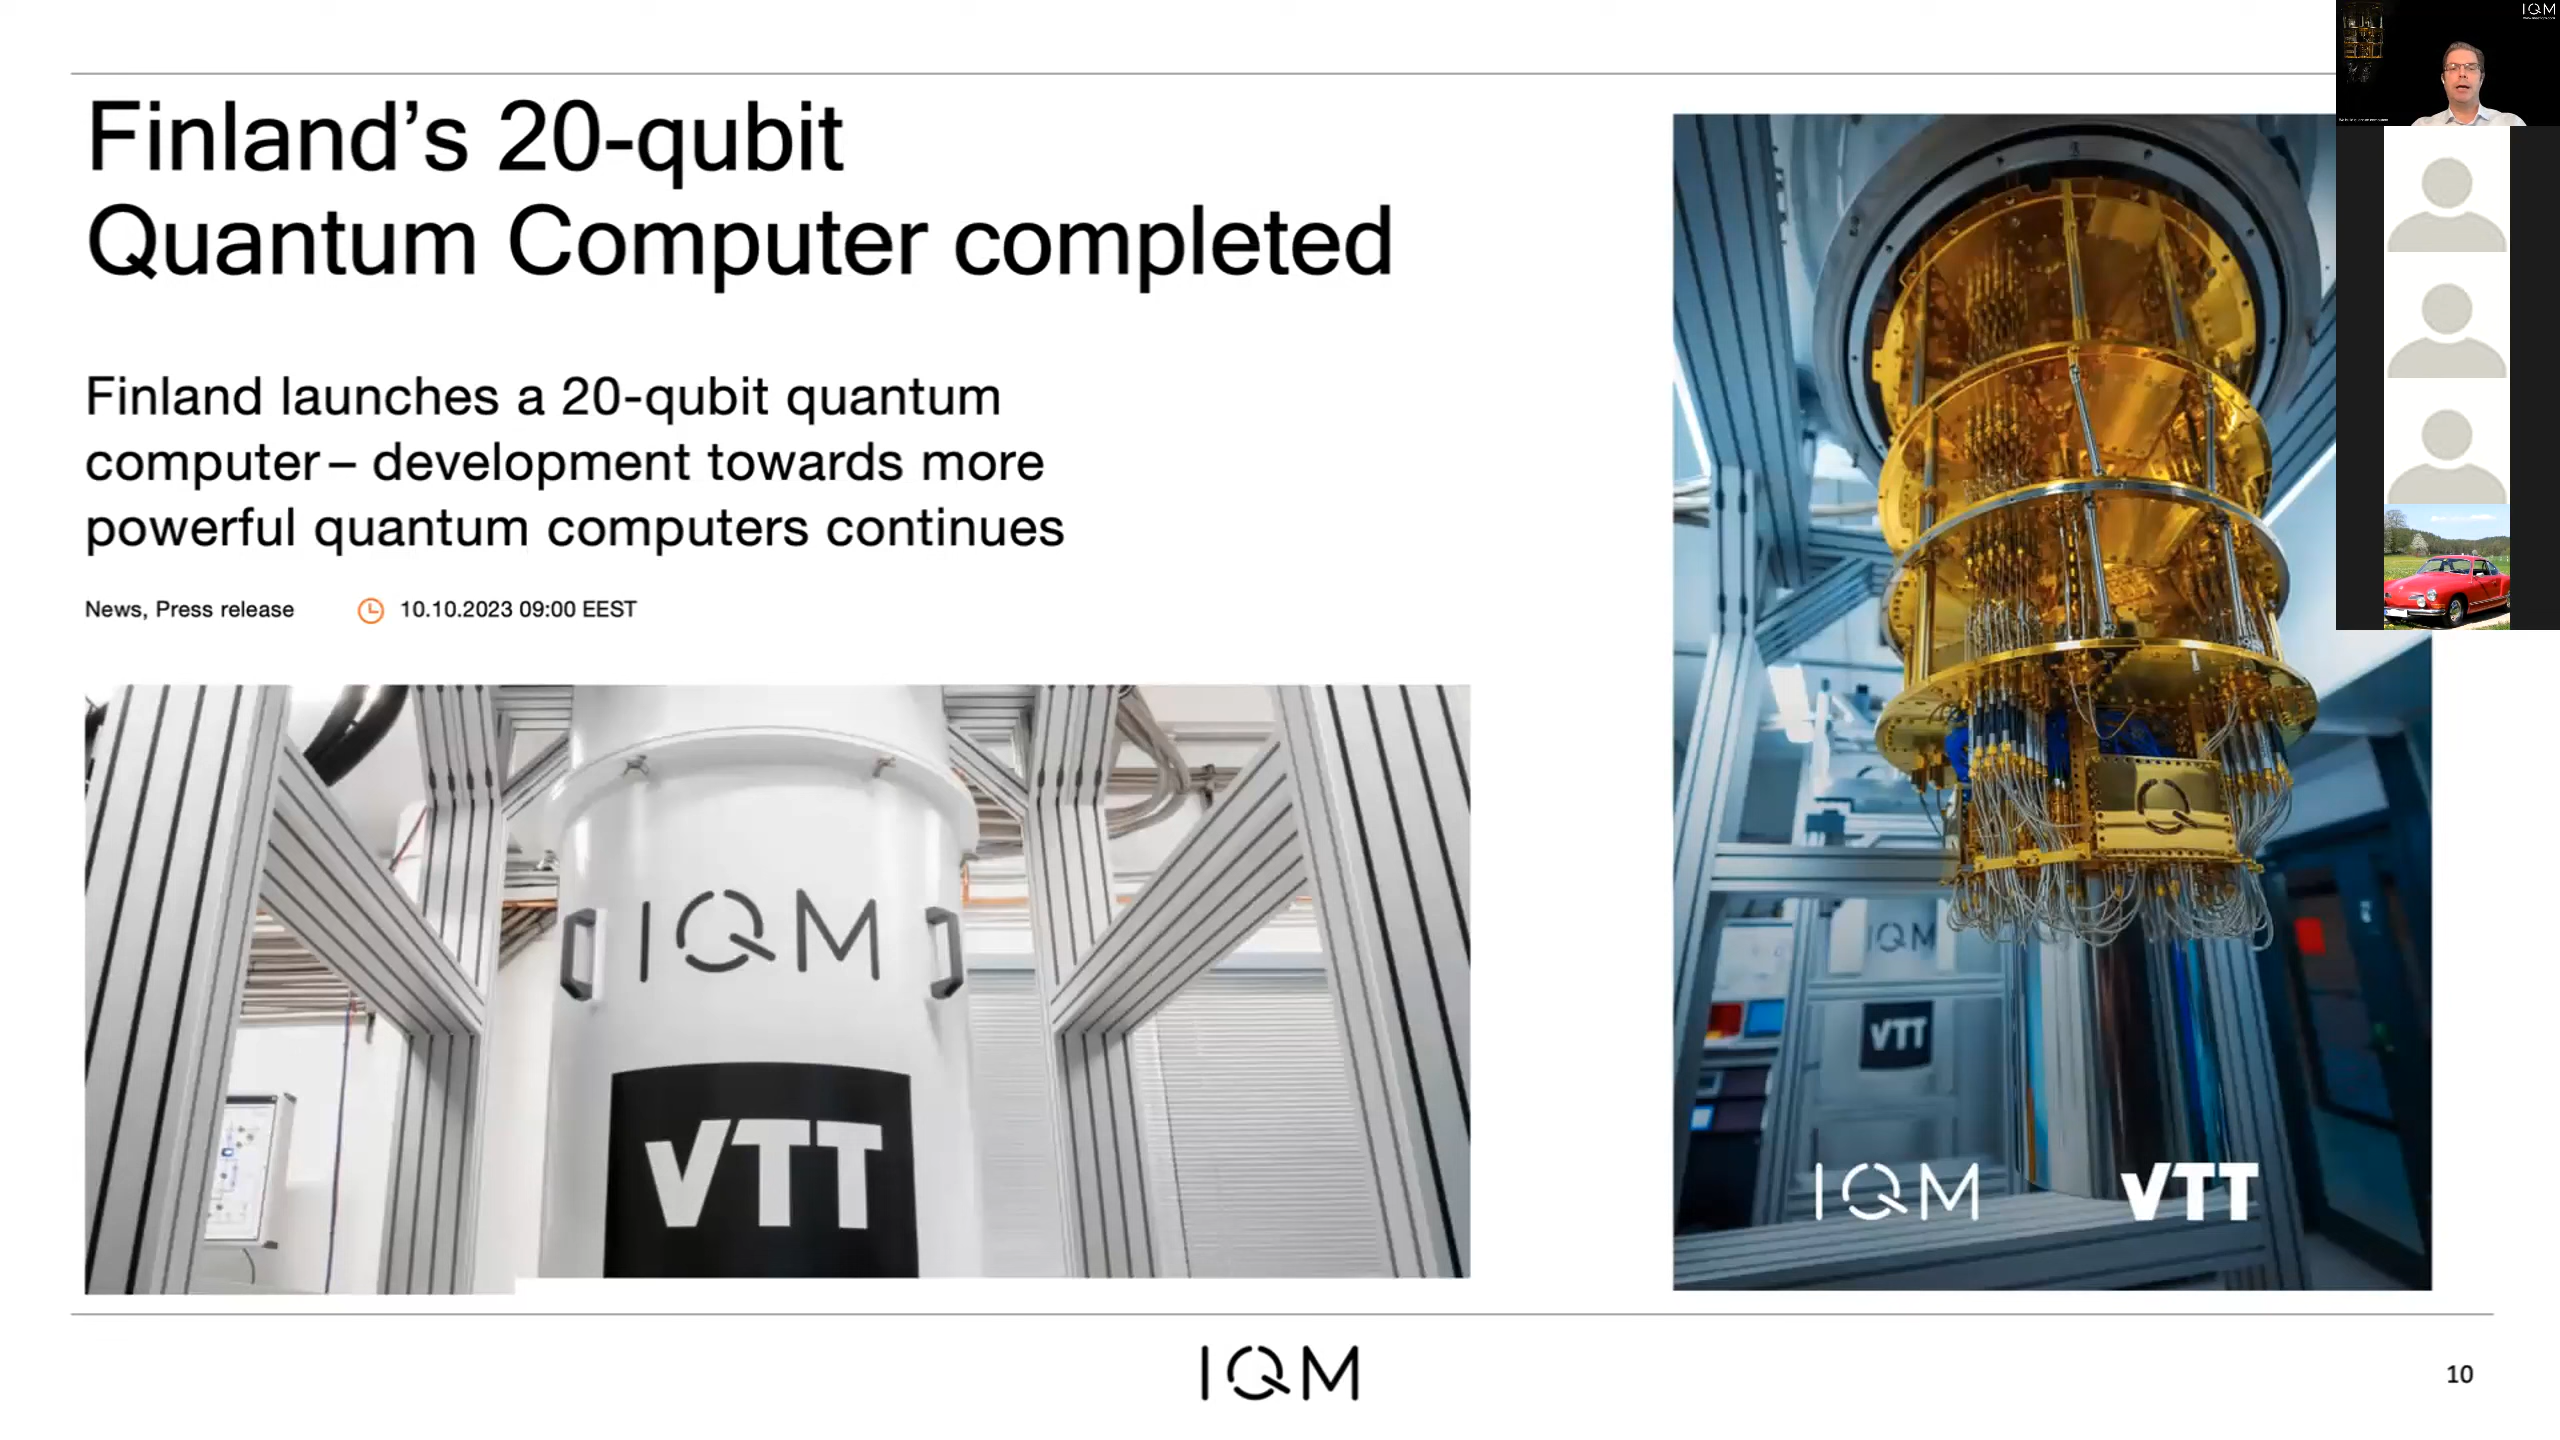 IQM
Finland’s 20-qubit
Quantum Computer completed
Finland launches a 20-qubit quantum
computer – development towards more
powerful quantum computers continues
News, Press release 10.10.2023 09:00 EEST
IQM
VTT
Q
IQM
VTT
IQM VTT
IQM
10